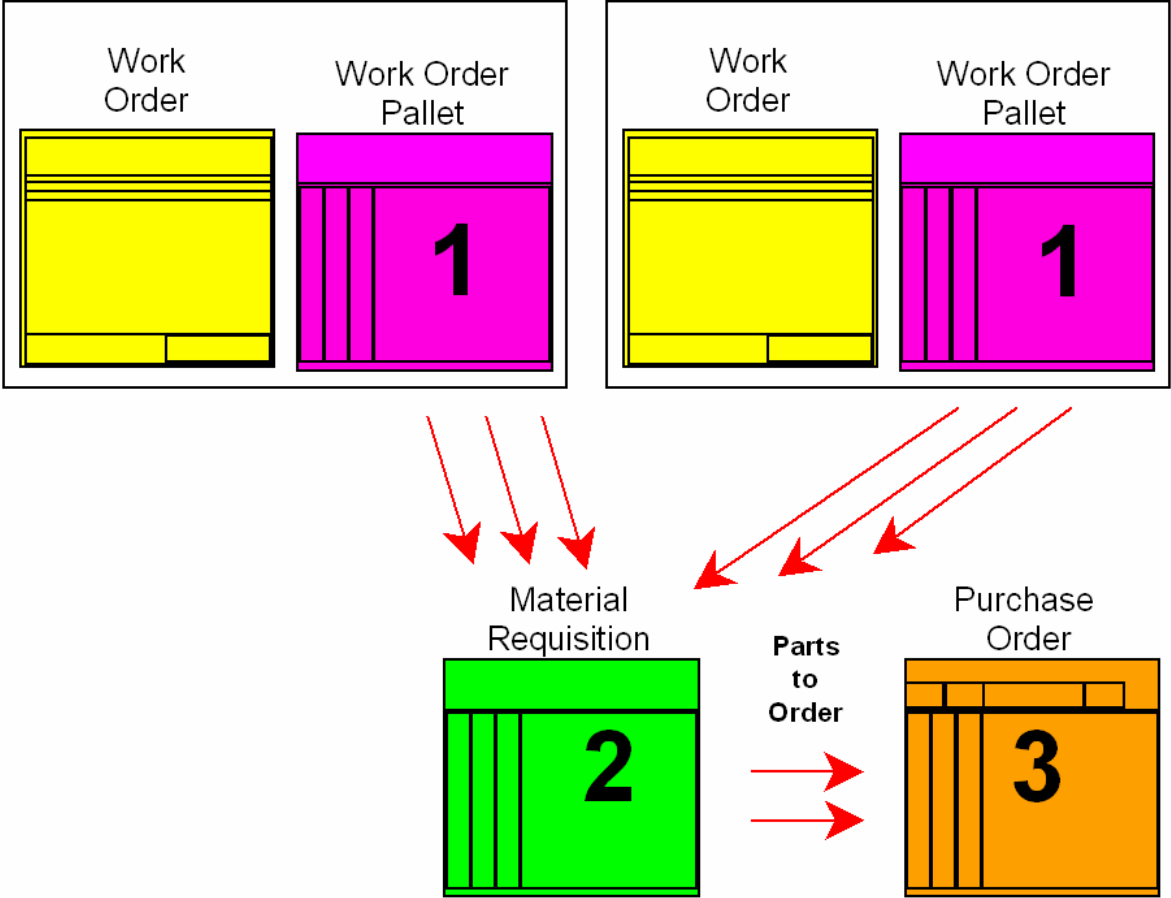 Work
Order
Work Order
Pallet
1
Work
Order
Work Order
Pallet
1
Material
Requisition
2
Parts
to
Order
Purchase
Order
3